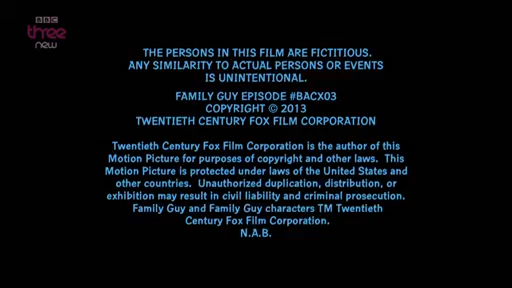 BBC
three
new
THE PERSONS IN THIS FILM ARE FICTITIOUS.
ANY SIMILARITY TO ACTUAL PERSONS OR EVENTS
IS UNINTENTIONAL.
FAMILY GUY EPISODE #BACX03
COPYRIGHT © 2013
TWENTIETH CENTURY FOX FILM CORPORATION
Twentieth Century Fox Film Corporation is the author of this
Motion Picture for purposes of copyright and other laws. This
Motion Picture is protected under laws of the United States and
other countries. Unauthorized duplication, distribution, or
exhibition may result in civil liability and criminal prosecution.
Family Guy and Family Guy characters TM Twentieth
Century Fox Film Corporation.
N.A.B.